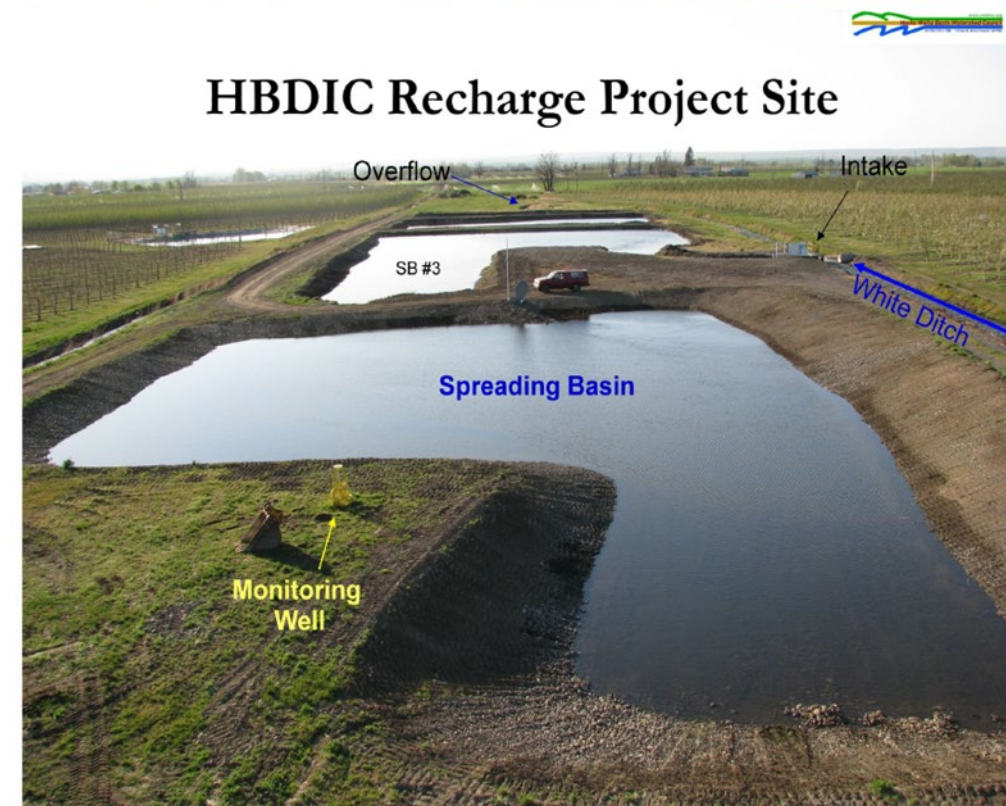 HBDIC Recharge Project Site
Overflow
Intake
SB #3
White Ditch
Spreading Basin
Monitoring
Well